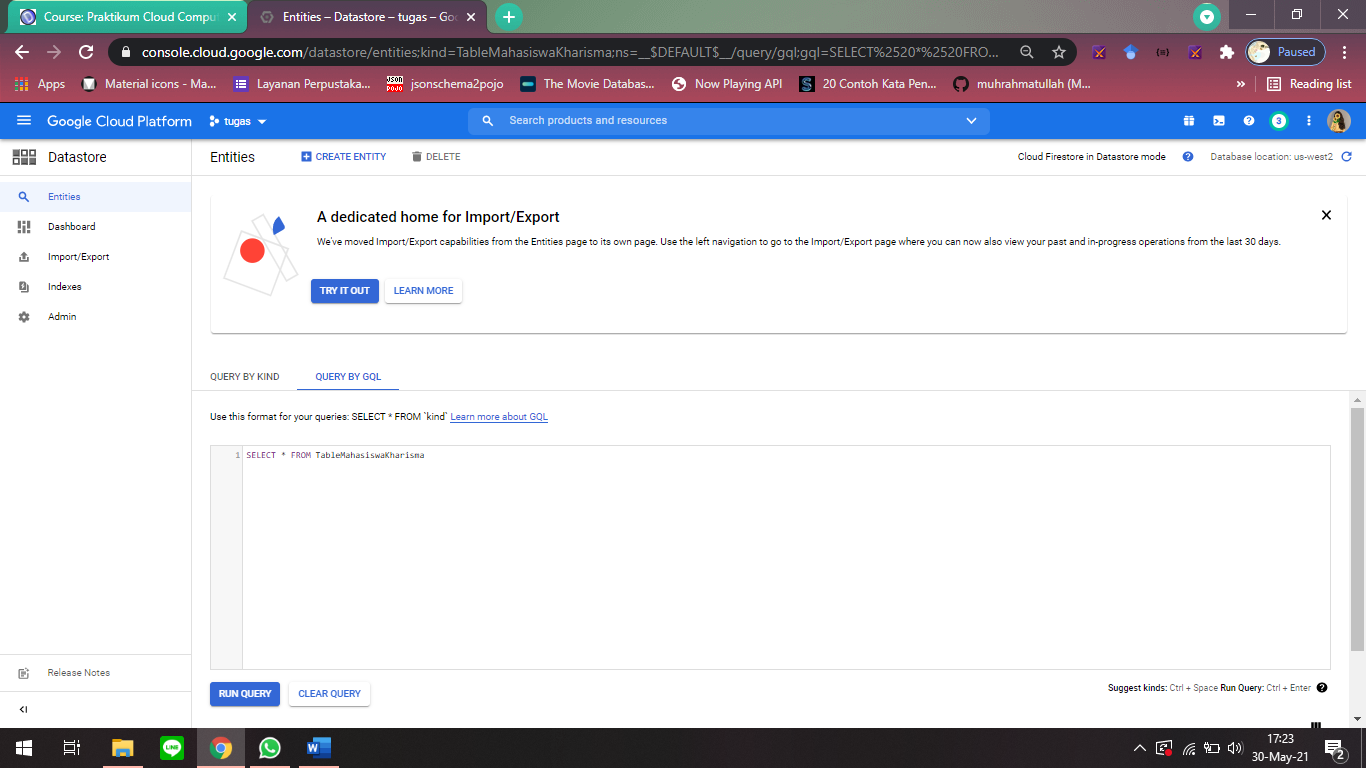 Course: Praktikum Cloud Comput
Entities – Datastore – tugas – Goo
console.cloud.google.com/datastore/entities;kind=TableMahasiswaKharisma;ns=__$DEFAULT$__/query/gql;gql=SELECT%2520*%2520FRO...
Paused
Apps
Material icons - Ma...
Layanan Perpustaka...
JSON POJO
jsonschema2pojo
The Movie Databas...
Now Playing API
20 Contoh Kata Pen...
muhrahmatullah (M...
»
Reading list
Google Cloud Platform
tugas
Search products and resources
3
Datastore
Entities
CREATE ENTITY
DELETE
Cloud Firestore in Datastore mode
Database location: us-west2
Entities
Dashboard
Import/Export
Indexes
Admin
A dedicated home for Import/Export
We've moved Import/Export capabilities from the Entities page to its own page. Use the left navigation to go to the Import/Export page where you can now also view your past and in-progress operations from the last 30 days.
TRY IT OUT
LEARN MORE
QUERY BY KIND
QUERY BY GQL
Use this format for your queries: SELECT * FROM `kind` Learn more about GQL
1 SELECT * FROM TableMahasiswaKharisma
RUN QUERY
CLEAR QUERY
Suggest kinds: Ctrl + Space Run Query: Ctrl + Enter
Release Notes
LINE
17:23
30-May-21
2